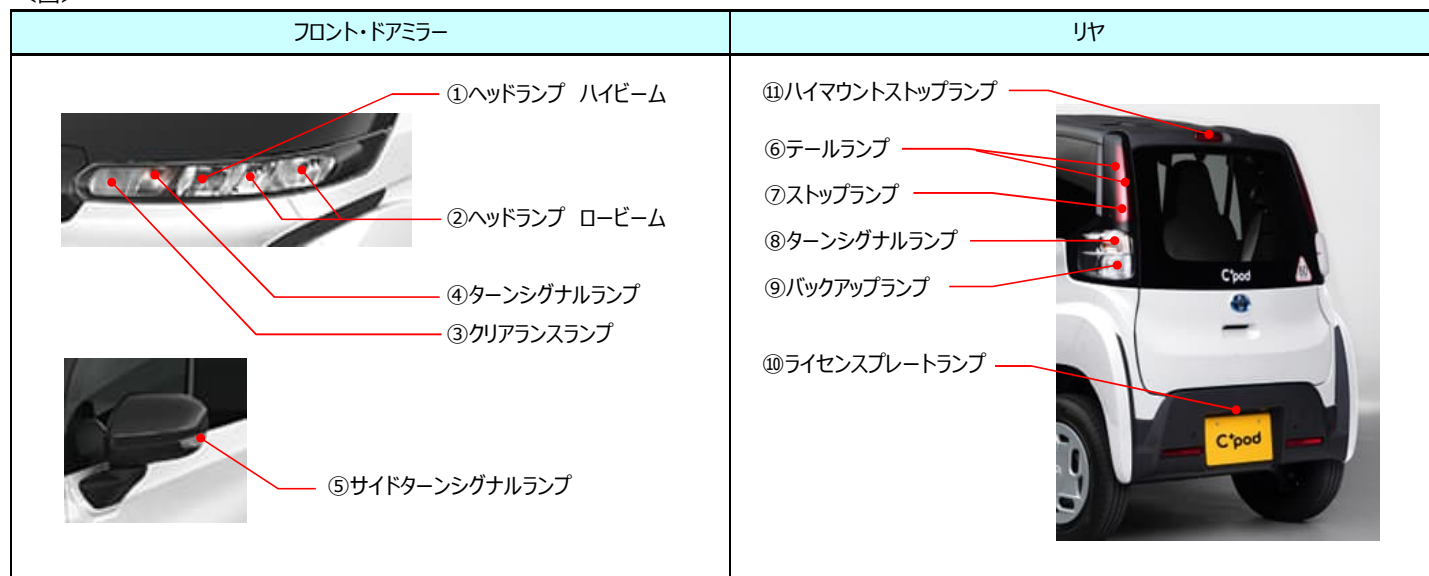 フロント・ドアミラー
リヤ
①ヘッドランプ ハイビーム
②ヘッドランプ ロービーム
④ターンシグナルランプ
③クリアランスランプ
⑤サイドターンシグナルランプ
⑪ハイマウントストップランプ
⑥テールランプ
⑦ストップランプ
⑧ターンシグナルランプ
⑨バックアップランプ
⑩ライセンスプレートランプ
C+pod
C+pod